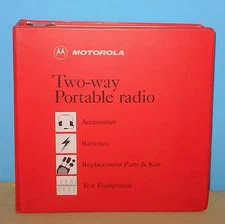 MOTOROLA
Two-way
Portable radio
Accessories
Batteries
Replacement Parts & Kits
Test Equipment